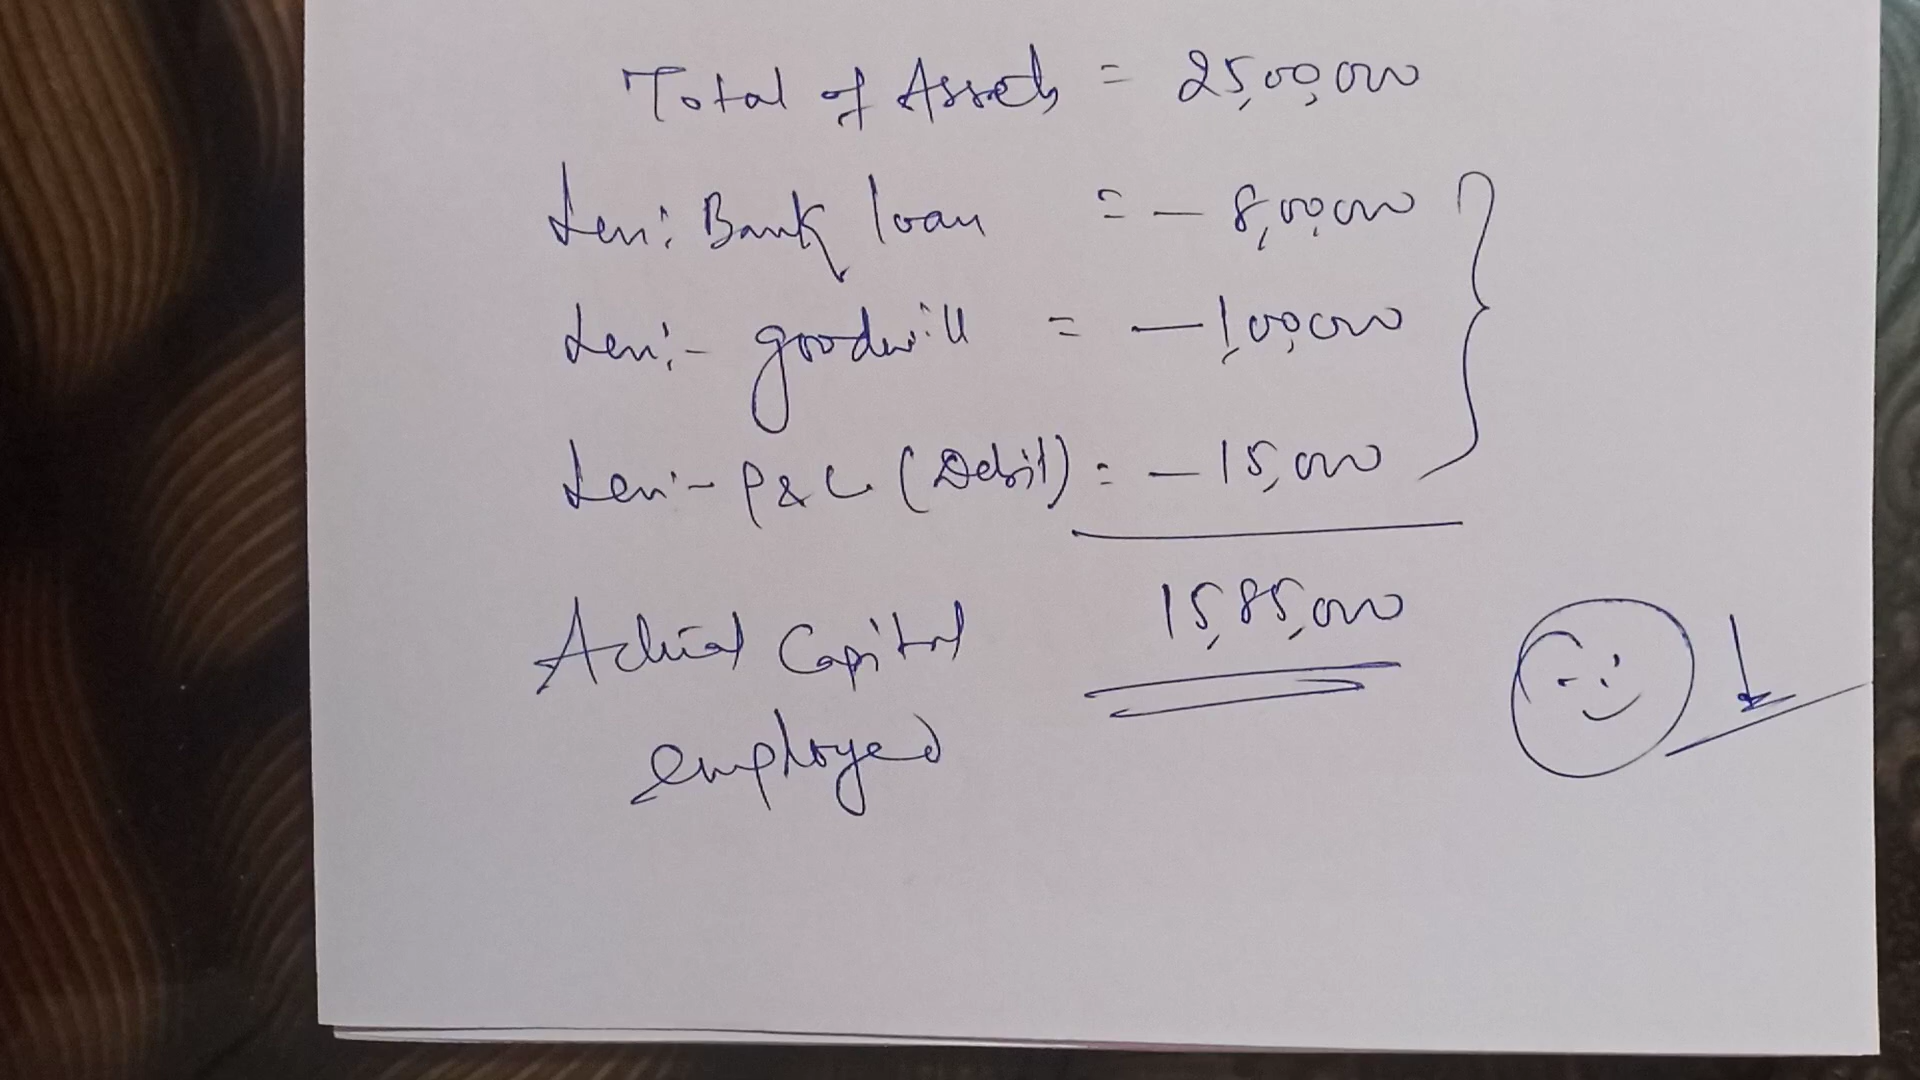 Total of Assets = 25,00,000
Less: Bank loan = - 8,00,000
Less:- goodwill = - 1,00,000
Less:- P&L (Debit) = - 15,000
Actual Capital 15,85,000
employed